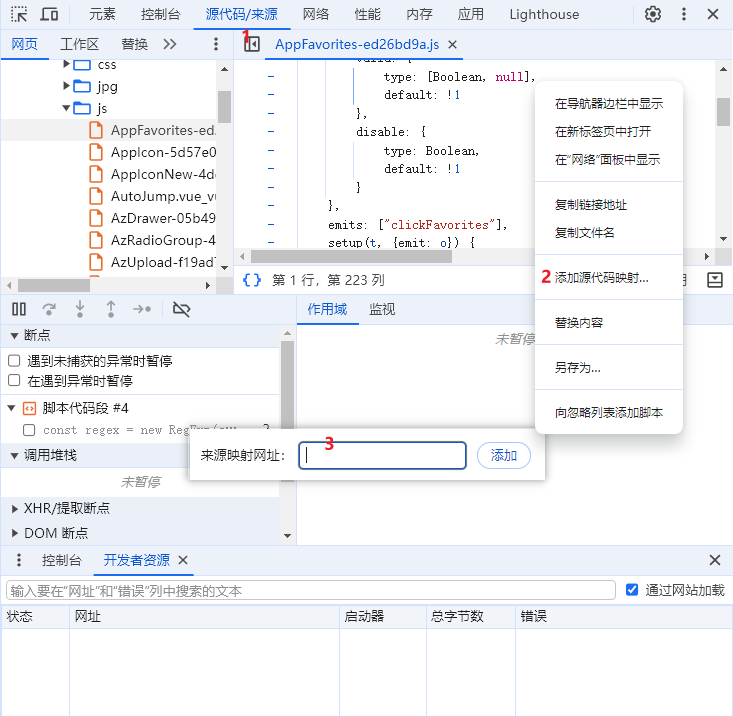 元素 控制台 源代码/来源 网络 性能 内存 应用 Lighthouse
网页 工作区 替换 1 AppFavorites-ed26bd9a.js
css
jpg
js
AppFavorites-ed
AppIcon-5d57e0
AppIconNew-4d
AutoJump.vue_v
AzDrawer-05b49
AzRadioGroup-4
AzUpload-f19ad
type: [Boolean, null],
default: !1
},
disable: {
type: Boolean,
default: !1
}
},
emits: ["clickFavorites"],
setup(t, {emit: o}) {
{} 第 1 行，第 223 列
在导航器边栏中显示
在新标签页中打开
在“网络”面板中显示
复制链接地址
复制文件名
2 添加源代码映射...
替换内容
另存为...
向忽略列表添加脚本
作用域 监视
未暂停
断点
遇到未捕获的异常时暂停
在遇到异常时暂停
脚本代码段 #4
const regex = new
调用堆栈
未暂停
XHR/提取断点
DOM 断点
来源映射网址： 3 添加
控制台 开发者资源
输入要在“网址”和“错误”列中搜索的文本 通过网站加载
状态 网址 启动器 总字节数 错误